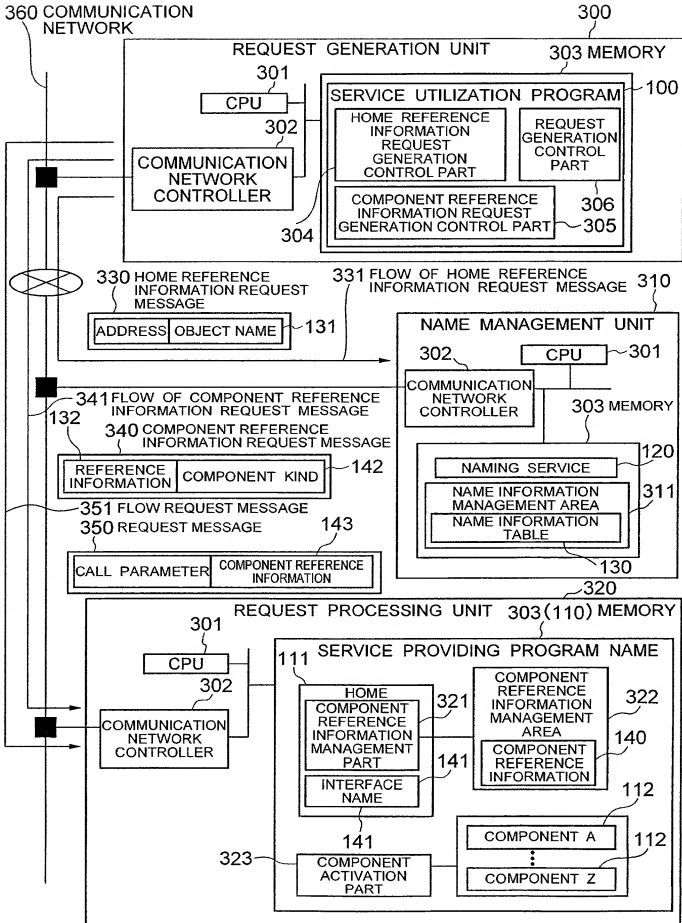 360 COMMUNICATION
NETWORK
300
REQUEST GENERATION UNIT
303 MEMORY
301
CPU
SERVICE UTILIZATION PROGRAM
100
302
HOME REFERENCE
INFORMATION
REQUEST
GENERATION
CONTROL PART
REQUEST
GENERATION
CONTROL
PART
COMMUNICATION
NETWORK
CONTROLLER
306
COMPONENT REFERENCE
INFORMATION REQUEST
GENERATION CONTROL PART
304
305
330 HOME REFERENCE
INFORMATION REQUEST
MESSAGE
331 FLOW OF HOME REFERENCE
INFORMATION REQUEST MESSAGE
310
ADDRESS OBJECT NAME
131
NAME MANAGEMENT UNIT
302
CPU
301
COMMUNICATION
NETWORK
CONTROLLER
341 FLOW OF COMPONENT REFERENCE
INFORMATION REQUEST MESSAGE
132
340 COMPONENT REFERENCE
INFORMATION REQUEST MESSAGE
303 MEMORY
REFERENCE
INFORMATION
COMPONENT KIND
142
NAMING SERVICE
120
351 FLOW REQUEST MESSAGE
NAME INFORMATION
MANAGEMENT AREA
311
350 REQUEST MESSAGE
143
NAME INFORMATION
TABLE
CALL PARAMETER
COMPONENT REFERENCE
INFORMATION
130
320
REQUEST PROCESSING UNIT
303(110) MEMORY
301
CPU
SERVICE PROVIDING PROGRAM NAME
302
111
HOME
COMPONENT
REFERENCE
INFORMATION
MANAGEMENT
PART
321
COMPONENT
REFERENCE
INFORMATION
MANAGEMENT
AREA
322
COMMUNICATION
NETWORK
CONTROLLER
COMPONENT
REFERENCE
INFORMATION
140
INTERFACE
NAME
141
141
112
323
COMPONENT
ACTIVATION
PART
COMPONENT A
112
COMPONENT Z